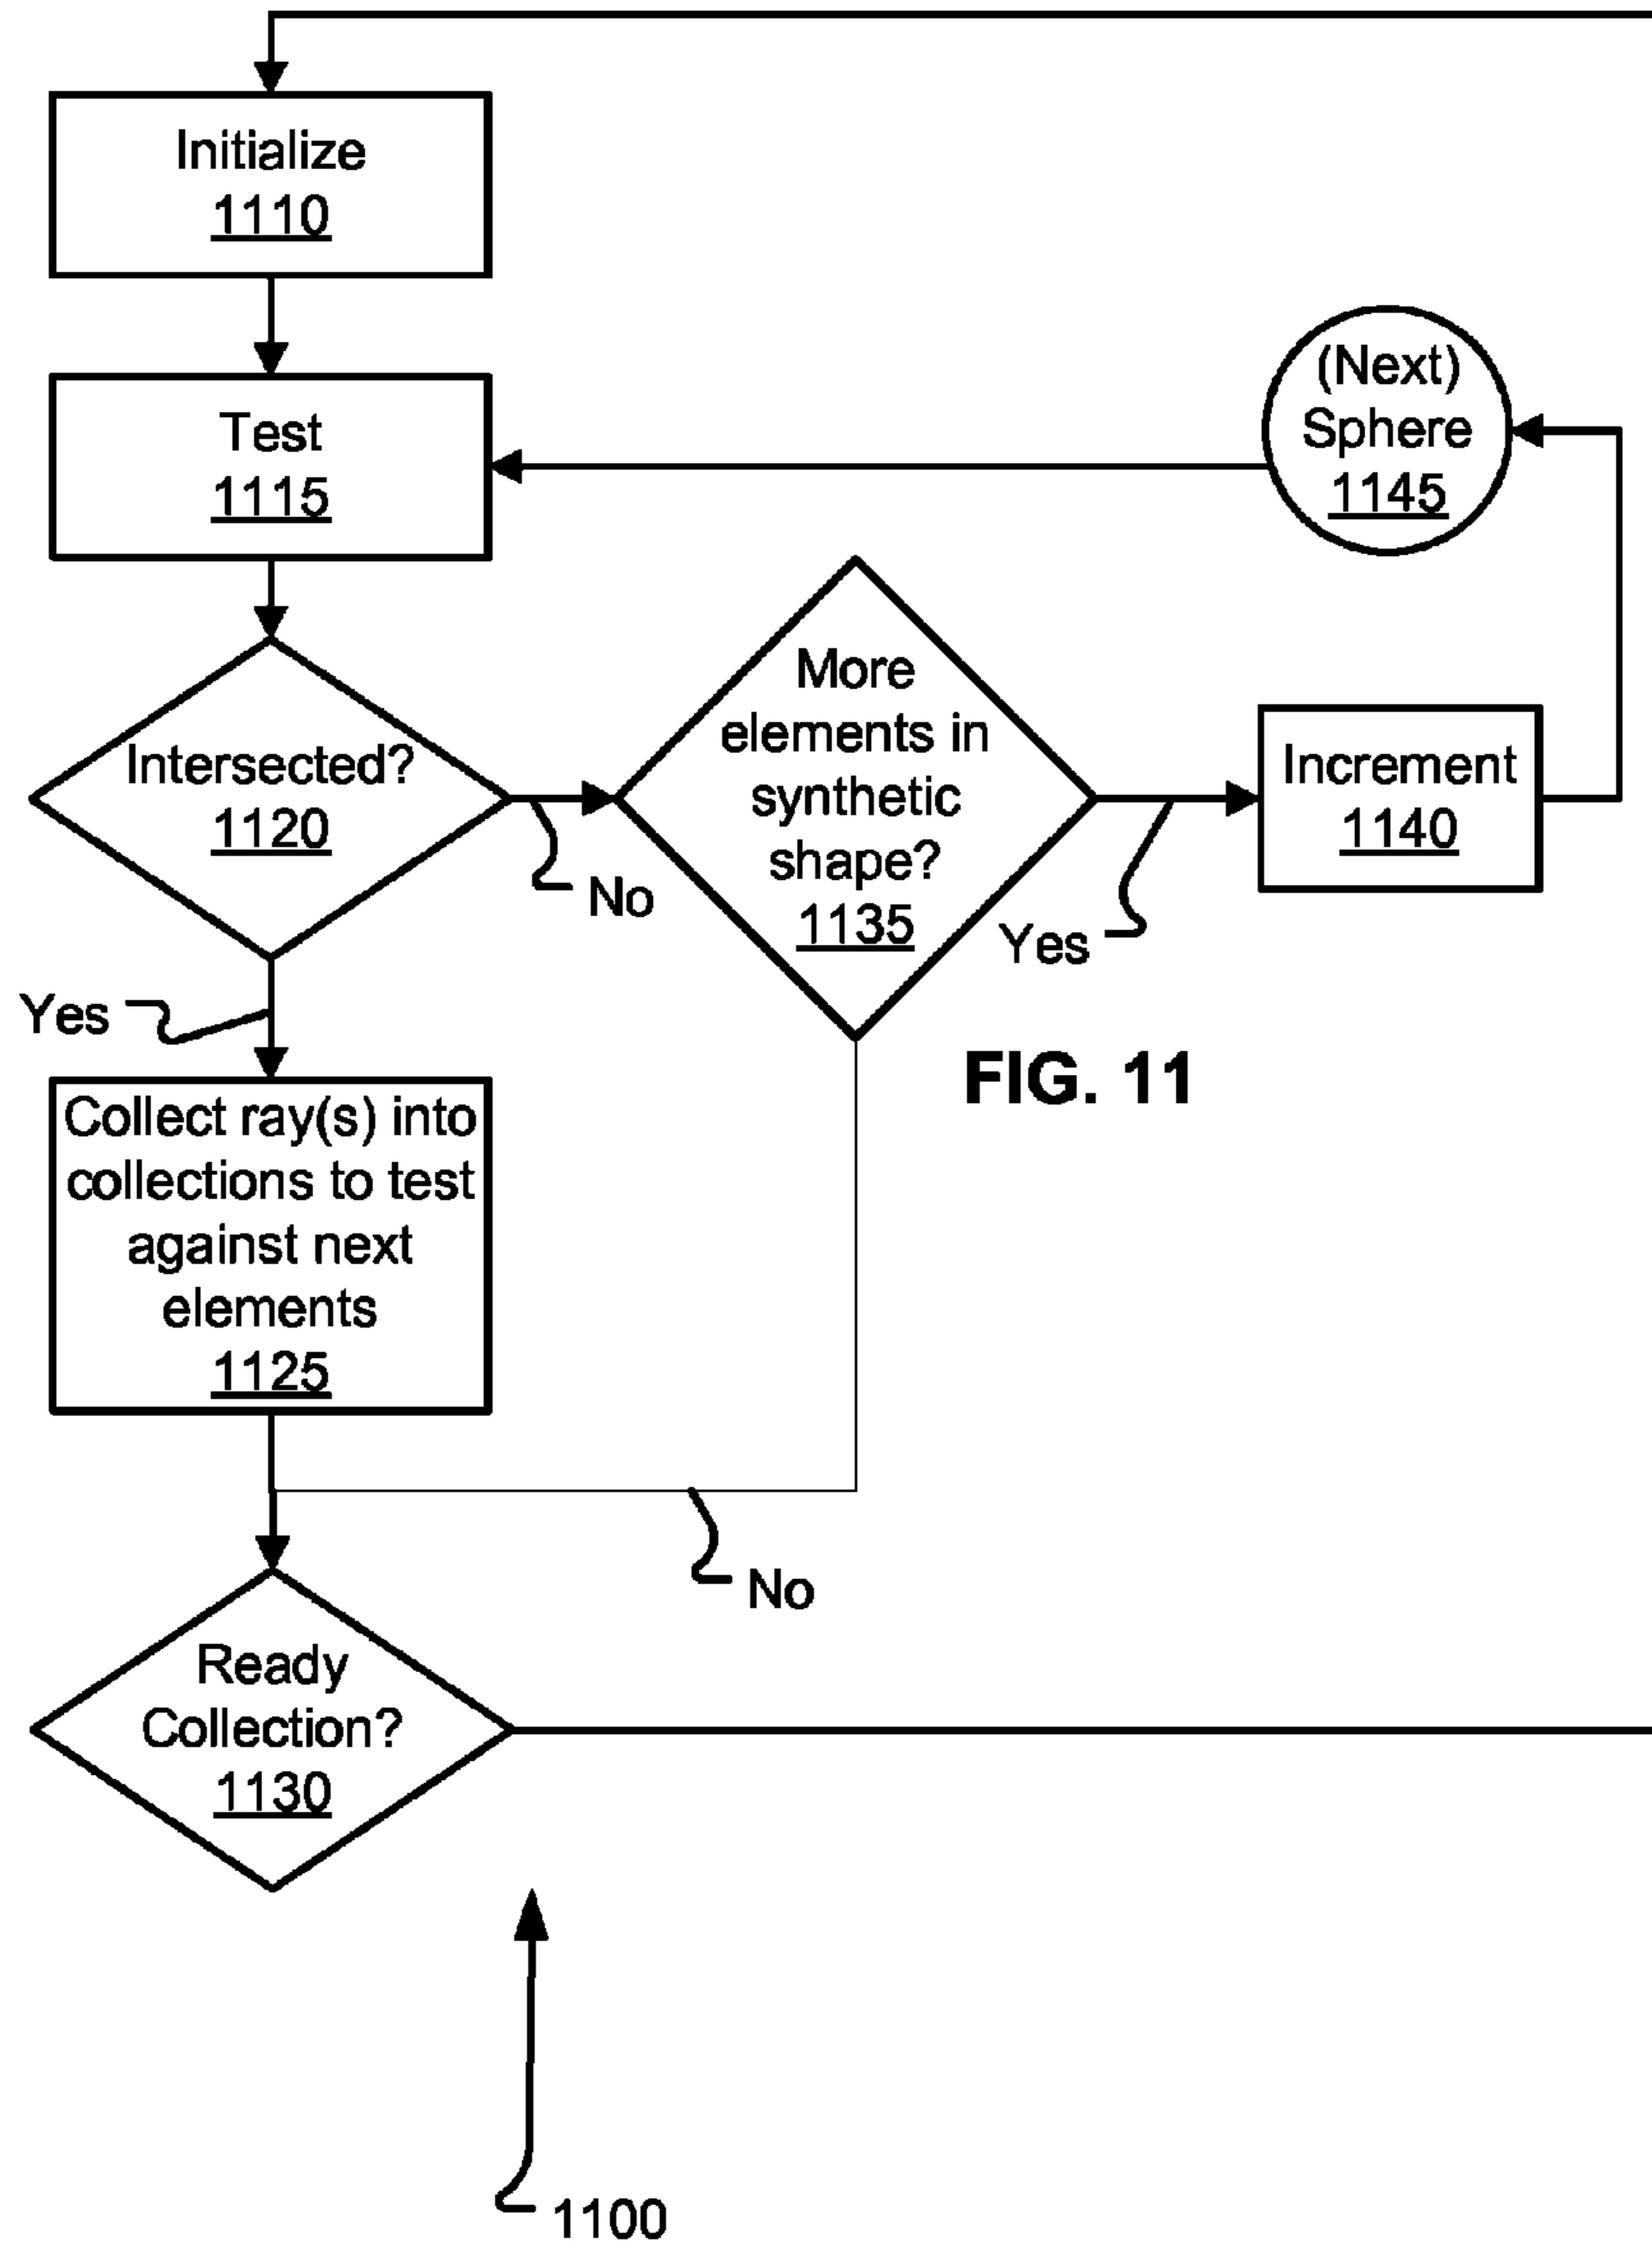 Initialize
1110
Test
1115
(Next)
Sphere
1145
Intersected?
1120
No
More
elements in
synthetic
shape?
1135
Yes
Increment
1140
Yes
FIG. 11
Collect ray(s) into
collections to test
against next
elements
1125
No
Ready
Collection?
1130
1100